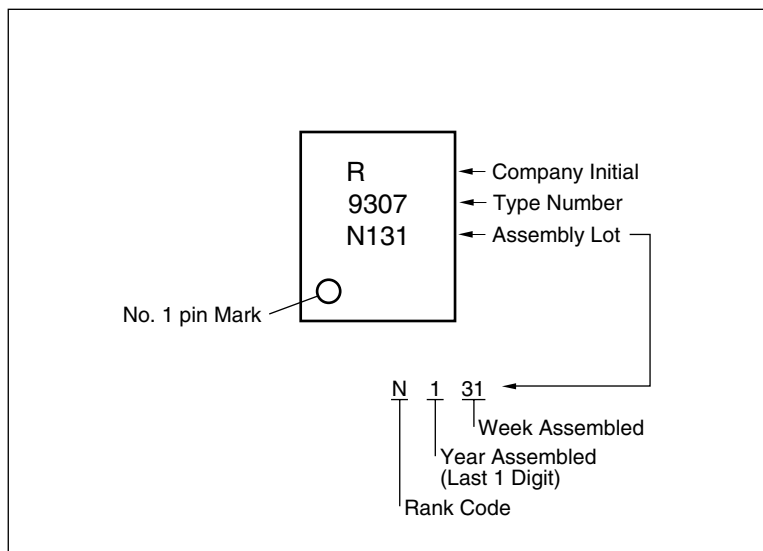 R
9307
N131
Company Initial
Type Number
Assembly Lot
No. 1 pin Mark
N 1 31
Week Assembled
Year Assembled
(Last 1 Digit)
Rank Code